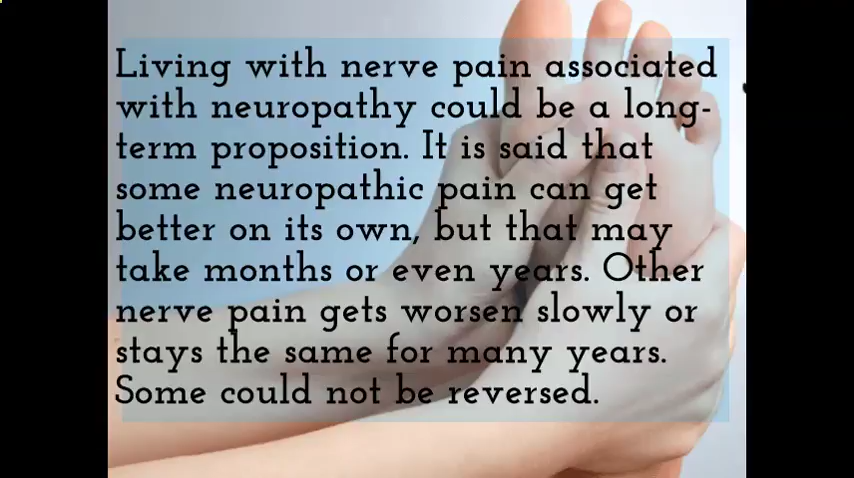 Living with nerve pain associated
with neuropathy could be a long-
term proposition. It is said that
some neuropathic pain can get
better on its own, but that may
take months or even years. Other
nerve pain gets worsen slowly or
stays the same for many years.
Some could not be reversed.